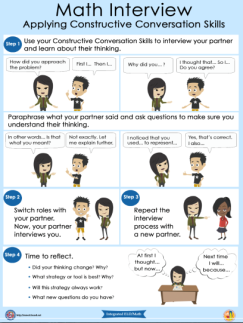 Math Interview
Applying Constructive Conversation Skills
Step 1
Use your Constructive Conversation Skills to interview your partner
and learn about their thinking.
How did you approach
the problem?
First I... Then I...
Why did you... ?
I thought that... So I...
Do you agree?
Paraphrase what your partner said and ask questions to make sure you
understand their thinking.
In other words... Is that
what you meant?
Not exactly. Let
me explain further.
I noticed that you
used... to represent...
Yes, that's correct.
I also...
Step 2
Switch roles with
your partner.
Now, your partner
interviews you.
Step 3
Repeat the
interview
process with
a new partner.
Step 4
Time to reflect.
• Did your thinking change? Why?
• What strategy or tool is best? Why?
• Will this strategy always work?
• What new questions do you have?
At first I
thought...
but now...
Next time
I will...
because...